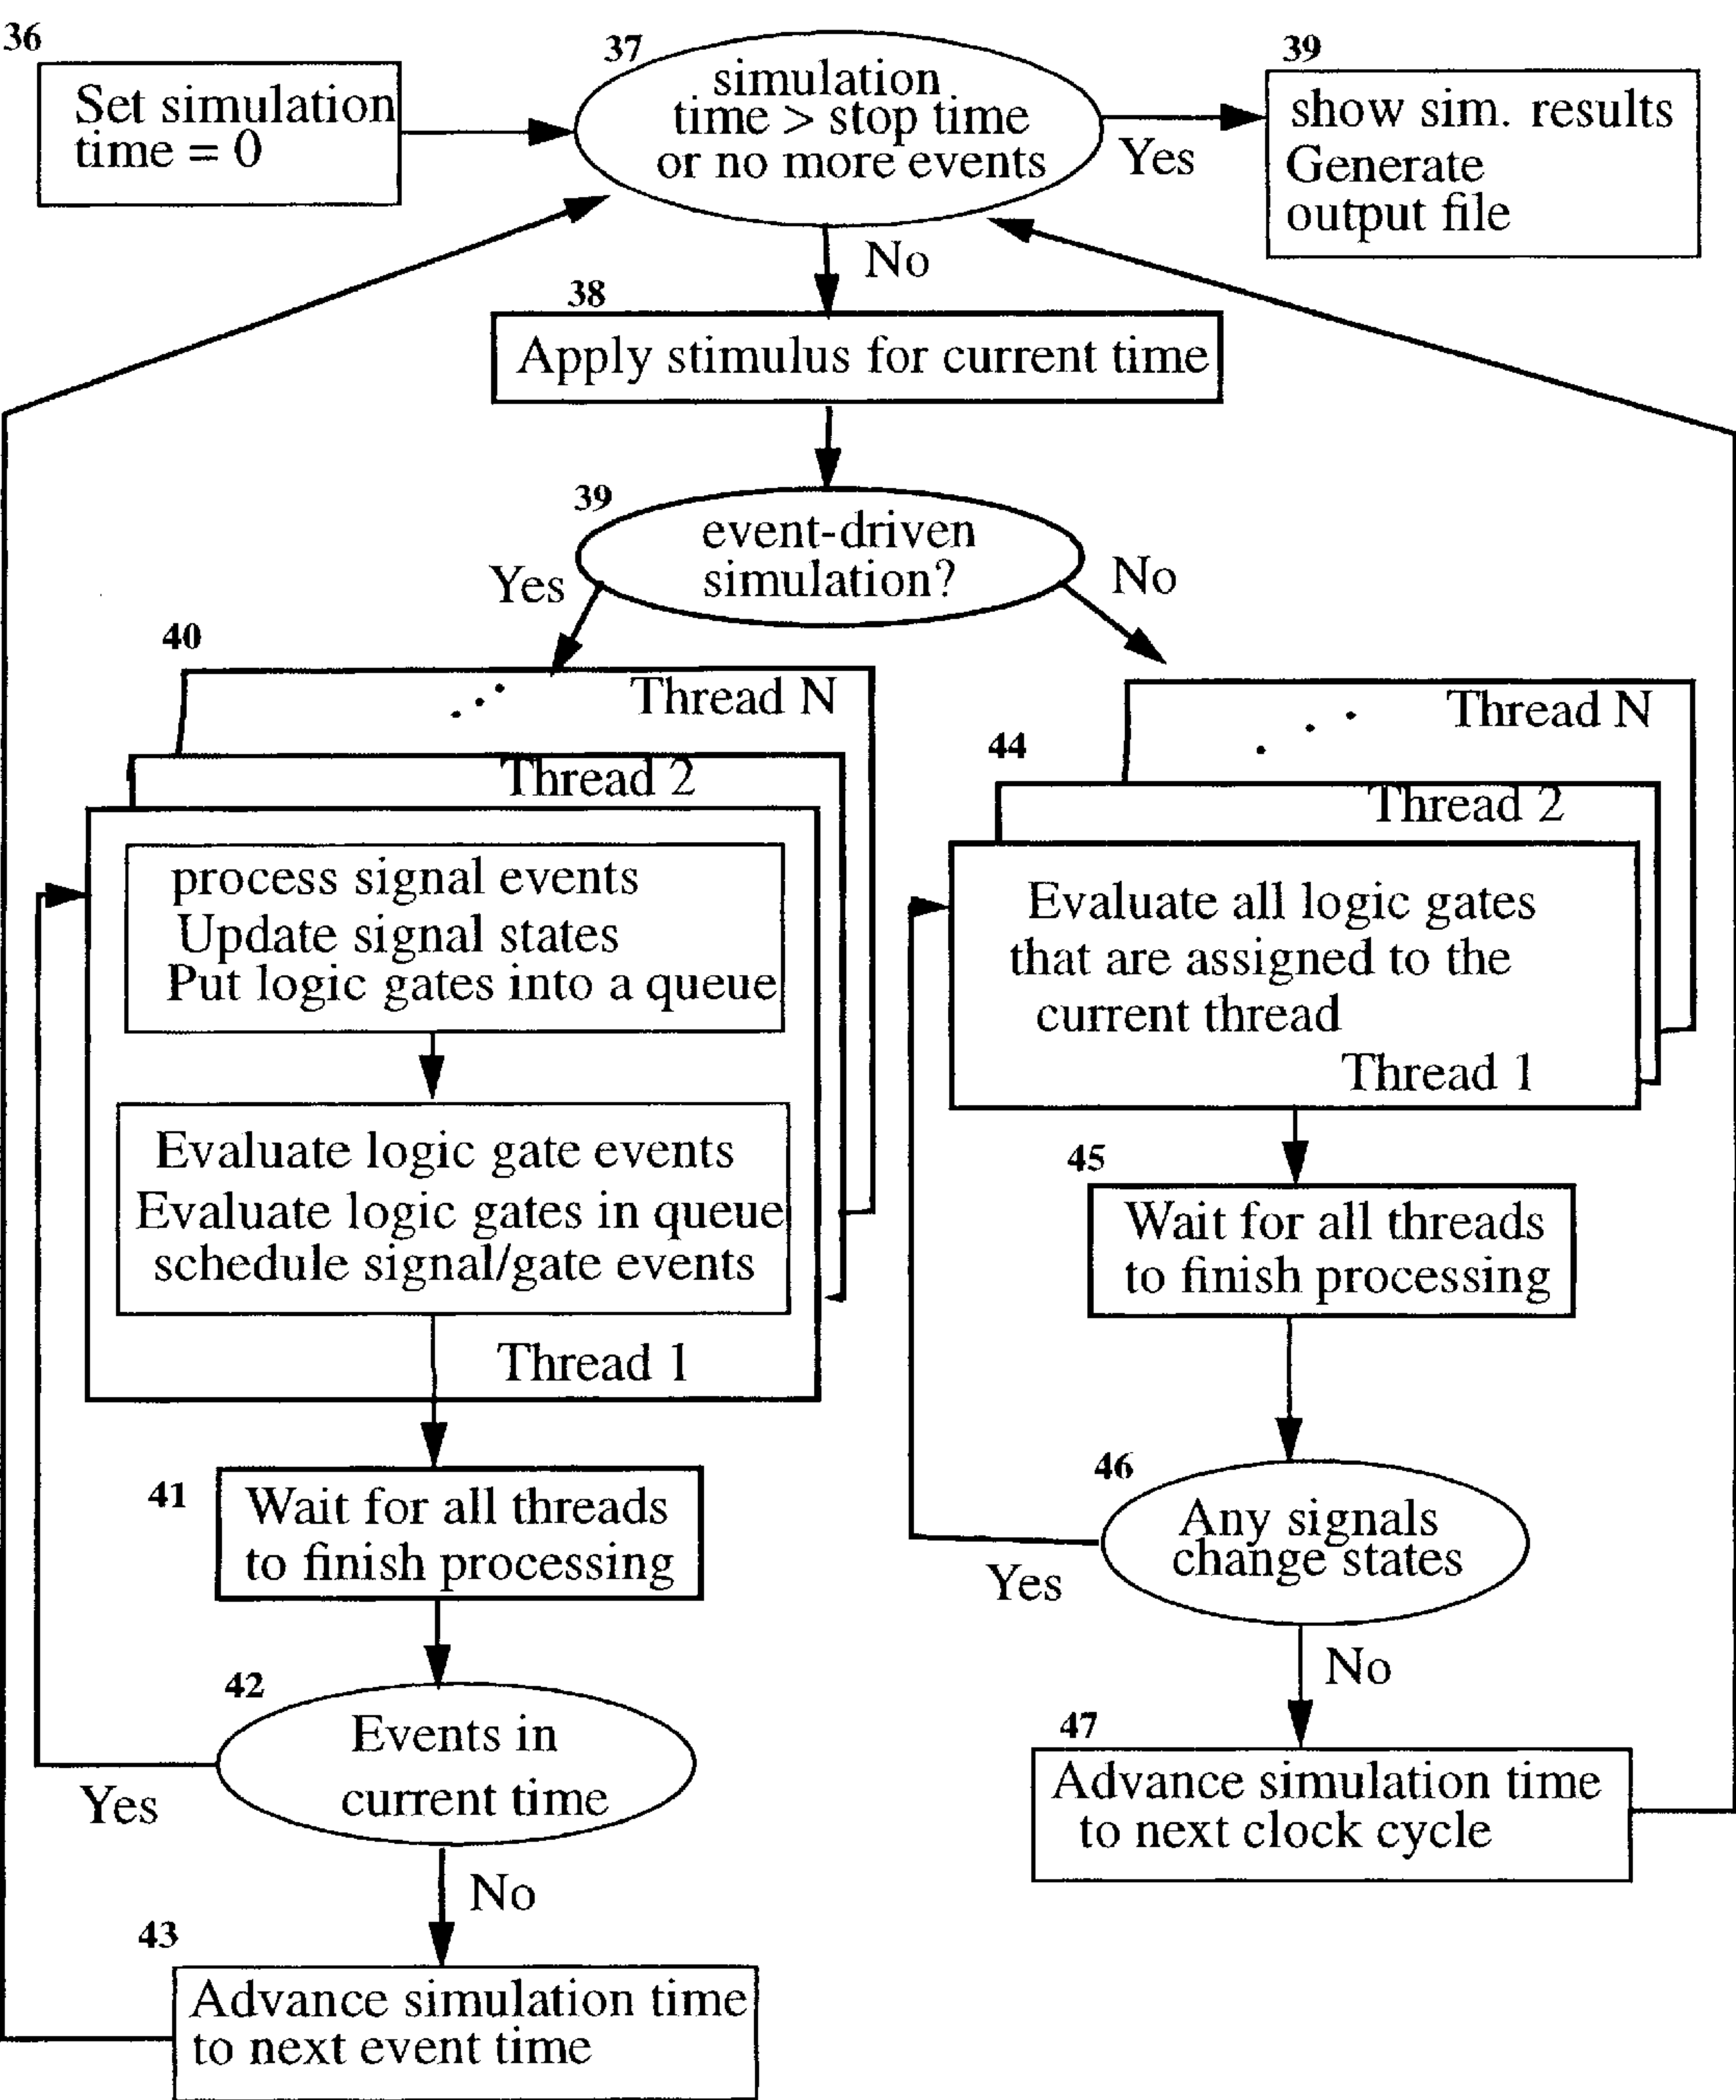 36
Set simulation
time = 0
37
simulation
time > stop time
or no more events
Yes
39
show sim. results
Generate
output file
No
38
Apply stimulus for current time
39
event-driven
simulation?
Yes
No
40
Thread N
Thread 2
process signal events
Update signal states
Put logic gates into a queue
Evaluate logic gate events
Evaluate logic gates in queue
schedule signal/gate events
Thread 1
41
Wait for all threads
to finish processing
42
Events in
current time
Yes
No
43
Advance simulation time
to next event time
44
Thread N
Thread 2
Evaluate all logic gates
that are assigned to the
current thread
Thread 1
45
Wait for all threads
to finish processing
46
Any signals
change states
Yes
No
47
Advance simulation time
to next clock cycle